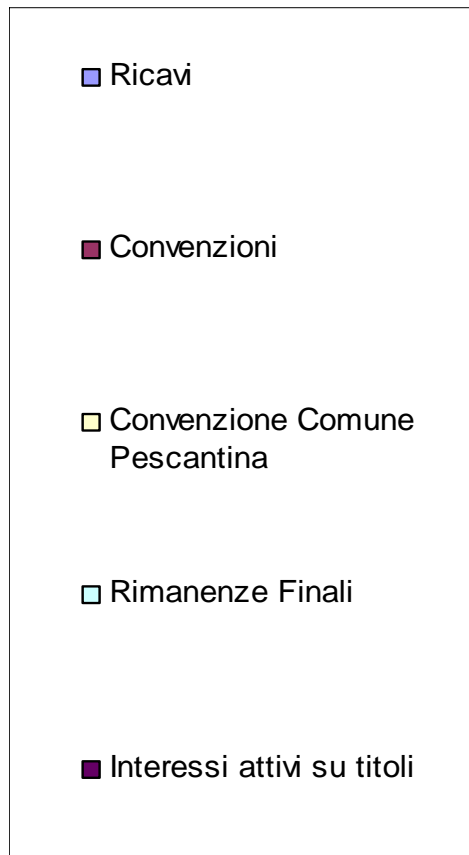 Ricavi
Convenzioni
Convenzione Comune
Pescantina
Rimanenze Finali
Interessi attivi su titoli